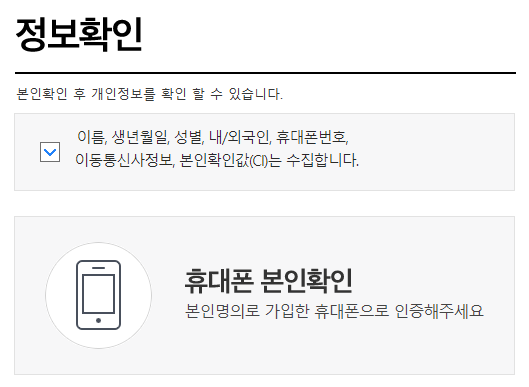 정보확인
본인확인 후 개인정보를 확인 할 수 있습니다.
이름, 생년월일, 성별, 내/외국인, 휴대폰번호,
이동통신사정보, 본인확인값(CI)는 수집합니다.
휴대폰 본인확인
본인명의로 가입한 휴대폰으로 인증해주세요